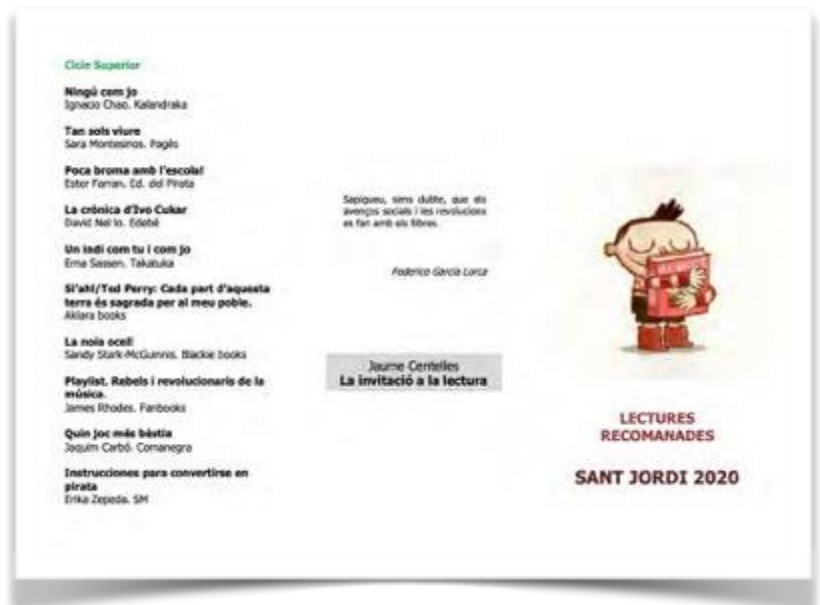 Cicle Superior
Ningú com jo
Ignacio Chao. Kalandraka
Tan sols viure
Sara Montesinos. Pagès
Poca broma amb l'escola!
Ester Farran. Ed. del Pirata
La crònica d'Ivo Cukar
David Nel·lo. Edebé
Un indi com tu i com jo
Erna Sassen. Takatuka
Si'ahl/Ted Perry: Cada part d'aquesta
terra és sagrada per al meu poble.
Akiara books
La noia ocell
Sandy Stark-McGuinnis. Blackie books
Playlist. Rebels i revolucionaris de la
música.
James Rhodes. Fanbooks
Quin joc més bèstia
Joaquim Carbó. Comanegra
Instrucciones para convertirse en
pirata
Erika Zepeda. SM
Sapigueu, sens dubte, que els
avenços socials i les revolucions
es fan amb els llibres.
Federico García Lorca
Jaume Centelles
La invitació a la lectura
LECTURES
RECOMANADES
SANT JORDI 2020